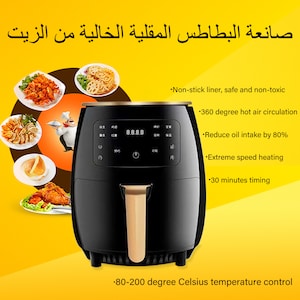 صانعة البطاطس المقلية الخالية من الزيت
•Non-stick liner, safe and non-toxic
•360 degree hot air circulation
•Reduce oil intake by 80%
•Extreme speed heating
•30 minutes timing
•80-200 degree Celsius temperature control